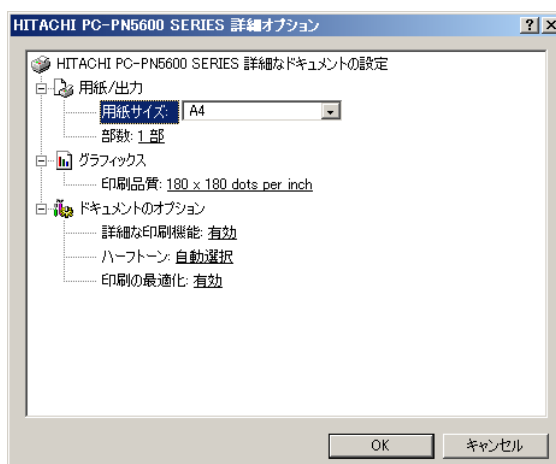 HITACHI PC-PN5600 SERIES 詳細オプション
HITACHI PC-PN5600 SERIES 詳細なドキュメントの設定
用紙/出力
用紙サイズ: A4
部数: 1 部
グラフィックス
印刷品質: 180 x 180 dots per inch
ドキュメントのオプション
詳細な印刷機能: 有効
ハーフトーン: 自動選択
印刷の最適化: 有効
OK キャンセル